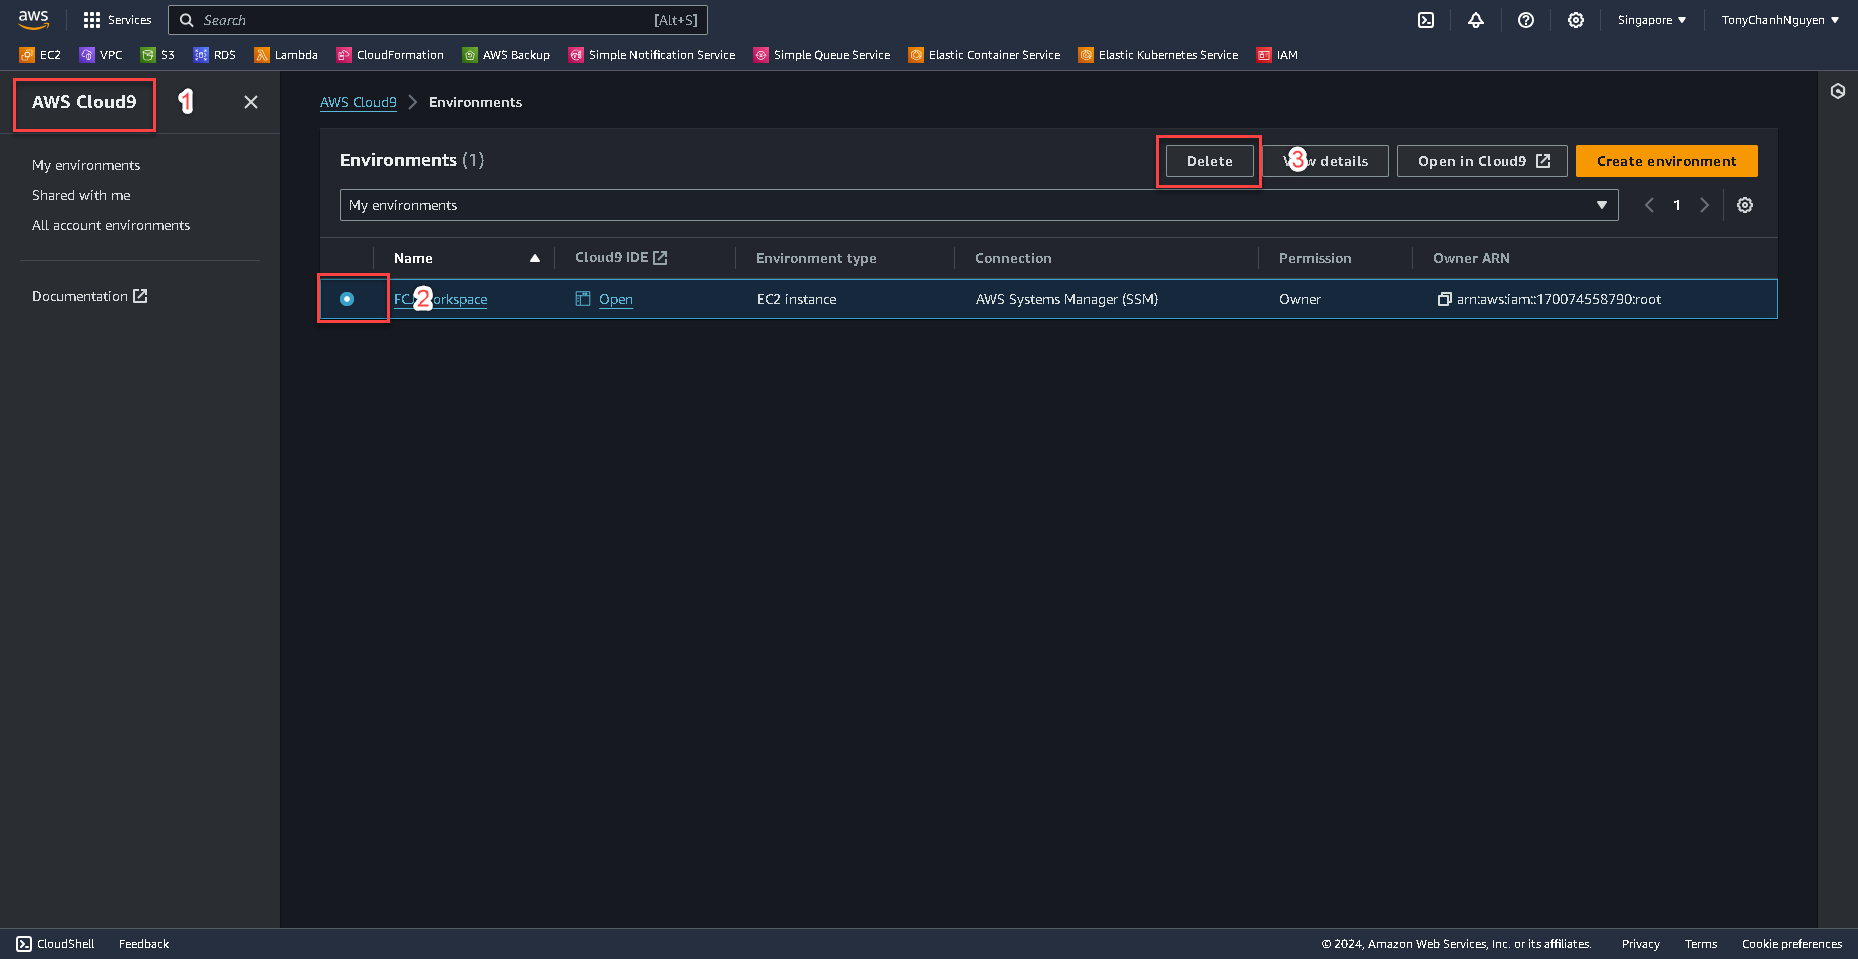 aws Services Search [Alt+S] Singapore TonyChanhNguyen
EC2 VPC S3 RDS Lambda CloudFormation AWS Backup Simple Notification Service Simple Queue Service Elastic Container Service Elastic Kubernetes Service IAM
AWS Cloud9 1
My environments
Shared with me
All account environments
Documentation
AWS Cloud9 Environments
Environments (1)
Delete 3 details Open in Cloud9 Create environment
My environments 1
Name Cloud9 IDE Environment type Connection Permission Owner ARN
2 Open EC2 instance AWS Systems Manager (SSM) Owner arn:aws:iam::170074558790:root
CloudShell Feedback © 2024, Amazon Web Services, Inc. or its affiliates. Privacy Terms Cookie preferences